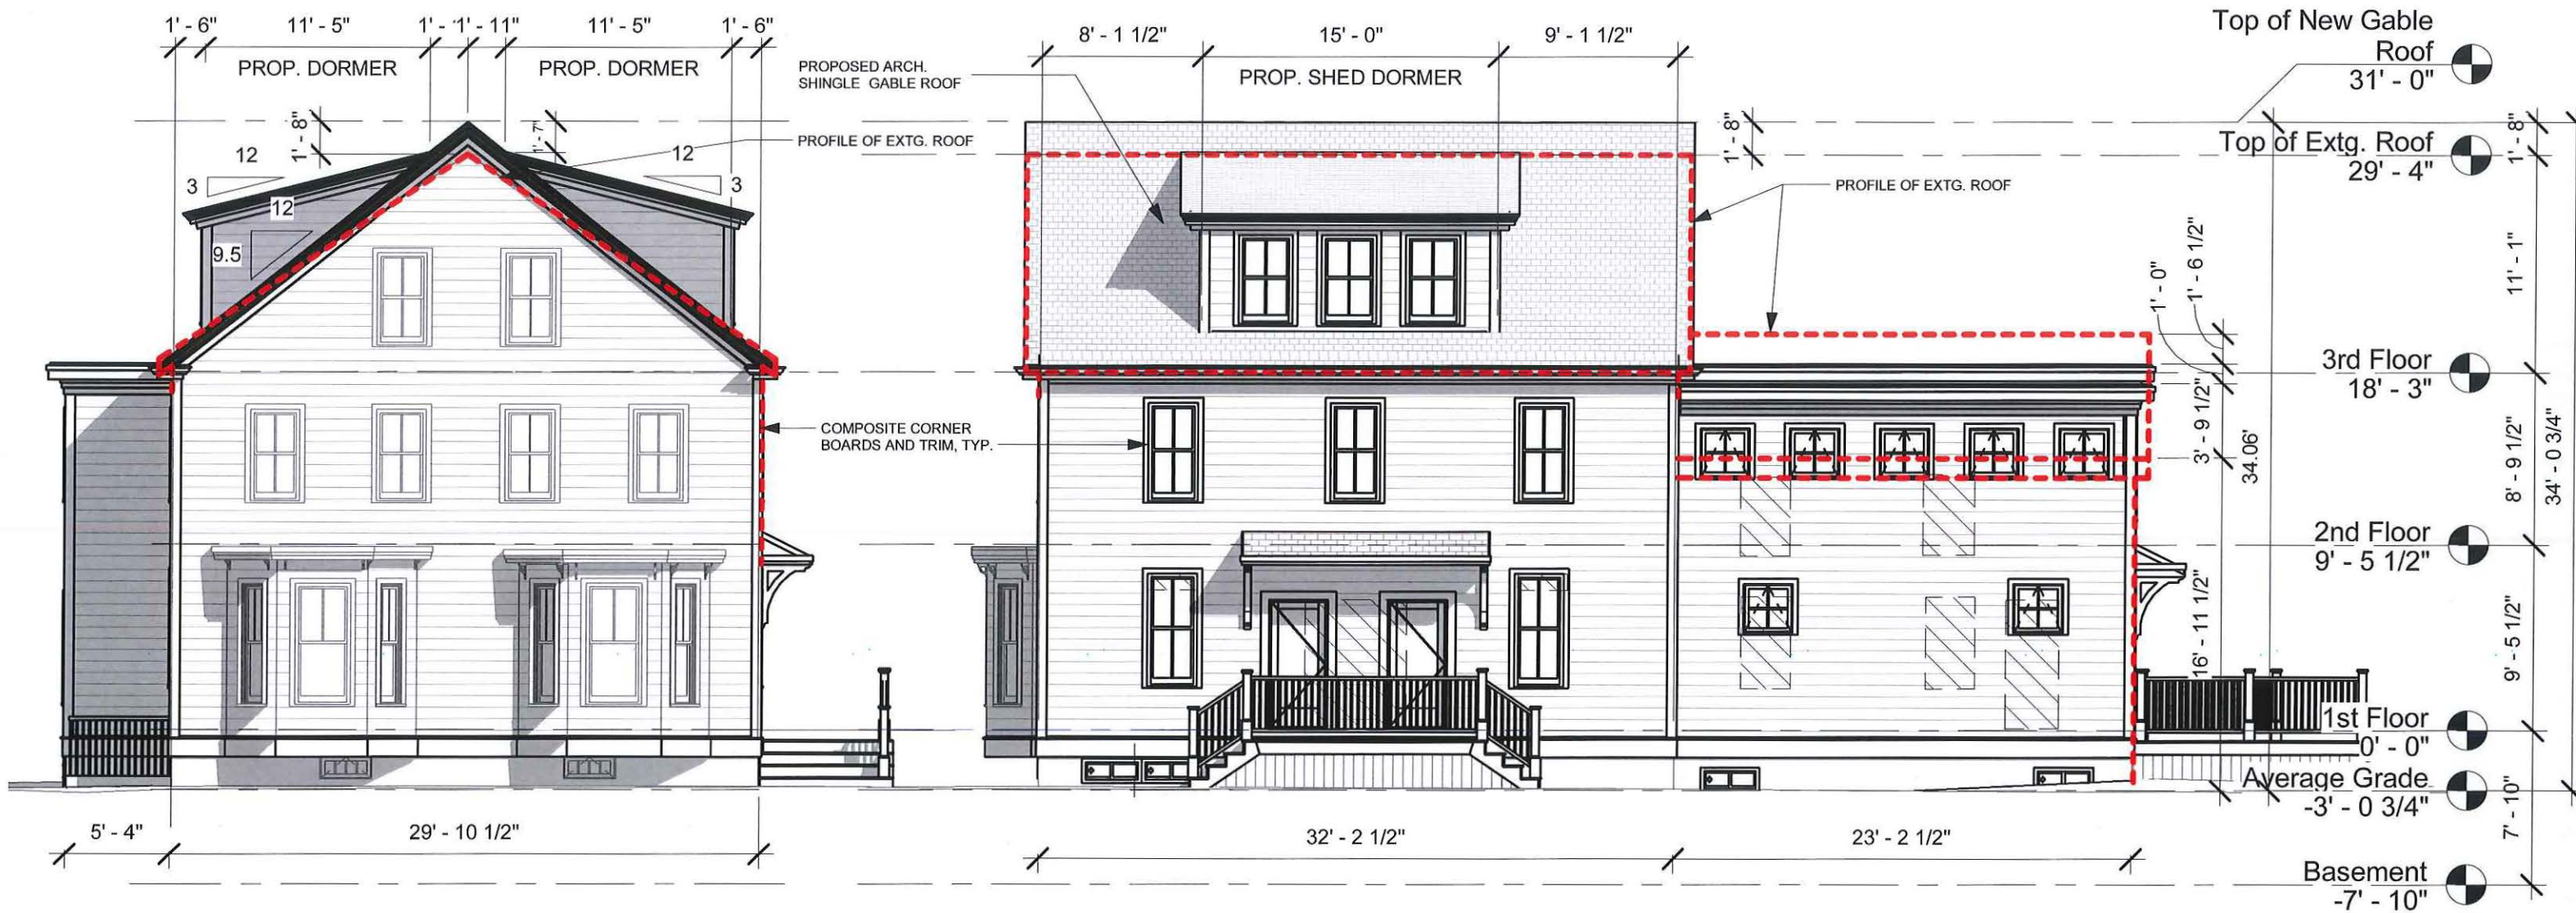 1' - 6"
11' - 5"
1' - 1' - 11"
11' - 5"
1' - 6"
PROP. DORMER
PROP. DORMER
1' - 8"
1' - 7"
12
3
12
9.5
12
3
PROPOSED ARCH.
SHINGLE GABLE ROOF
PROFILE OF EXTG. ROOF
COMPOSITE CORNER
BOARDS AND TRIM, TYP.
5' - 4"
29' - 10 1/2"
8' - 1 1/2"
15' - 0"
9' - 1 1/2"
PROP. SHED DORMER
1' - 8"
PROFILE OF EXTG. ROOF
1' - 0"
1' - 6 1/2"
3' - 9 1/2"
34.06'
16' - 11 1/2"
32' - 2 1/2"
23' - 2 1/2"
Top of New Gable
Roof
31' - 0"
Top of Extg. Roof
29' - 4"
3rd Floor
18' - 3"
2nd Floor
9' - 5 1/2"
1st Floor
0' - 0"
Average Grade
-3' - 0 3/4"
Basement
-7' - 10"
1' - 8"
11' - 1"
8' - 9 1/2"
34' - 0 3/4"
9' - 5 1/2"
7' - 10"